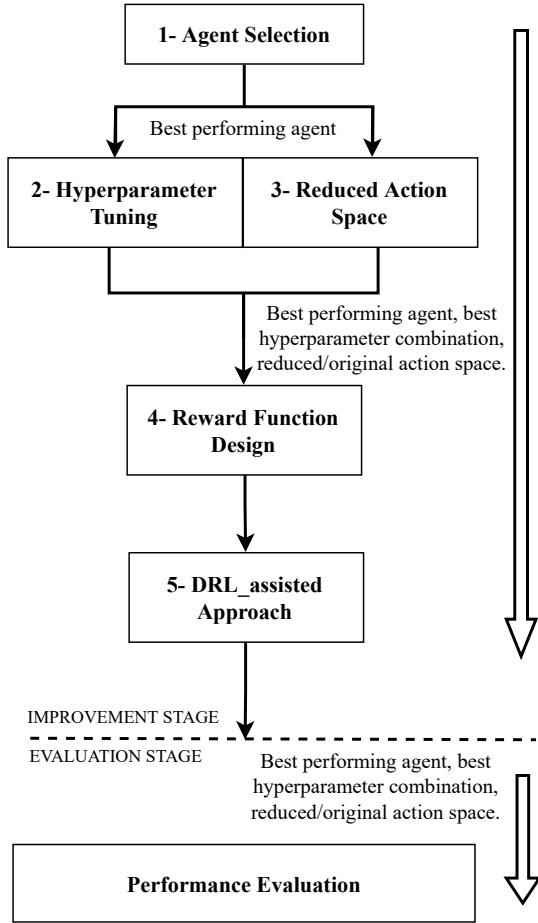 1- Agent Selection
Best performing agent
2- Hyperparameter
Tuning
3- Reduced Action
Space
Best performing agent, best
hyperparameter combination,
reduced/original action space.
4- Reward Function
Design
5- DRL_assisted
Approach
IMPROVEMENT STAGE
EVALUATION STAGE
Best performing agent, best
hyperparameter combination,
reduced/original action space.
Performance Evaluation